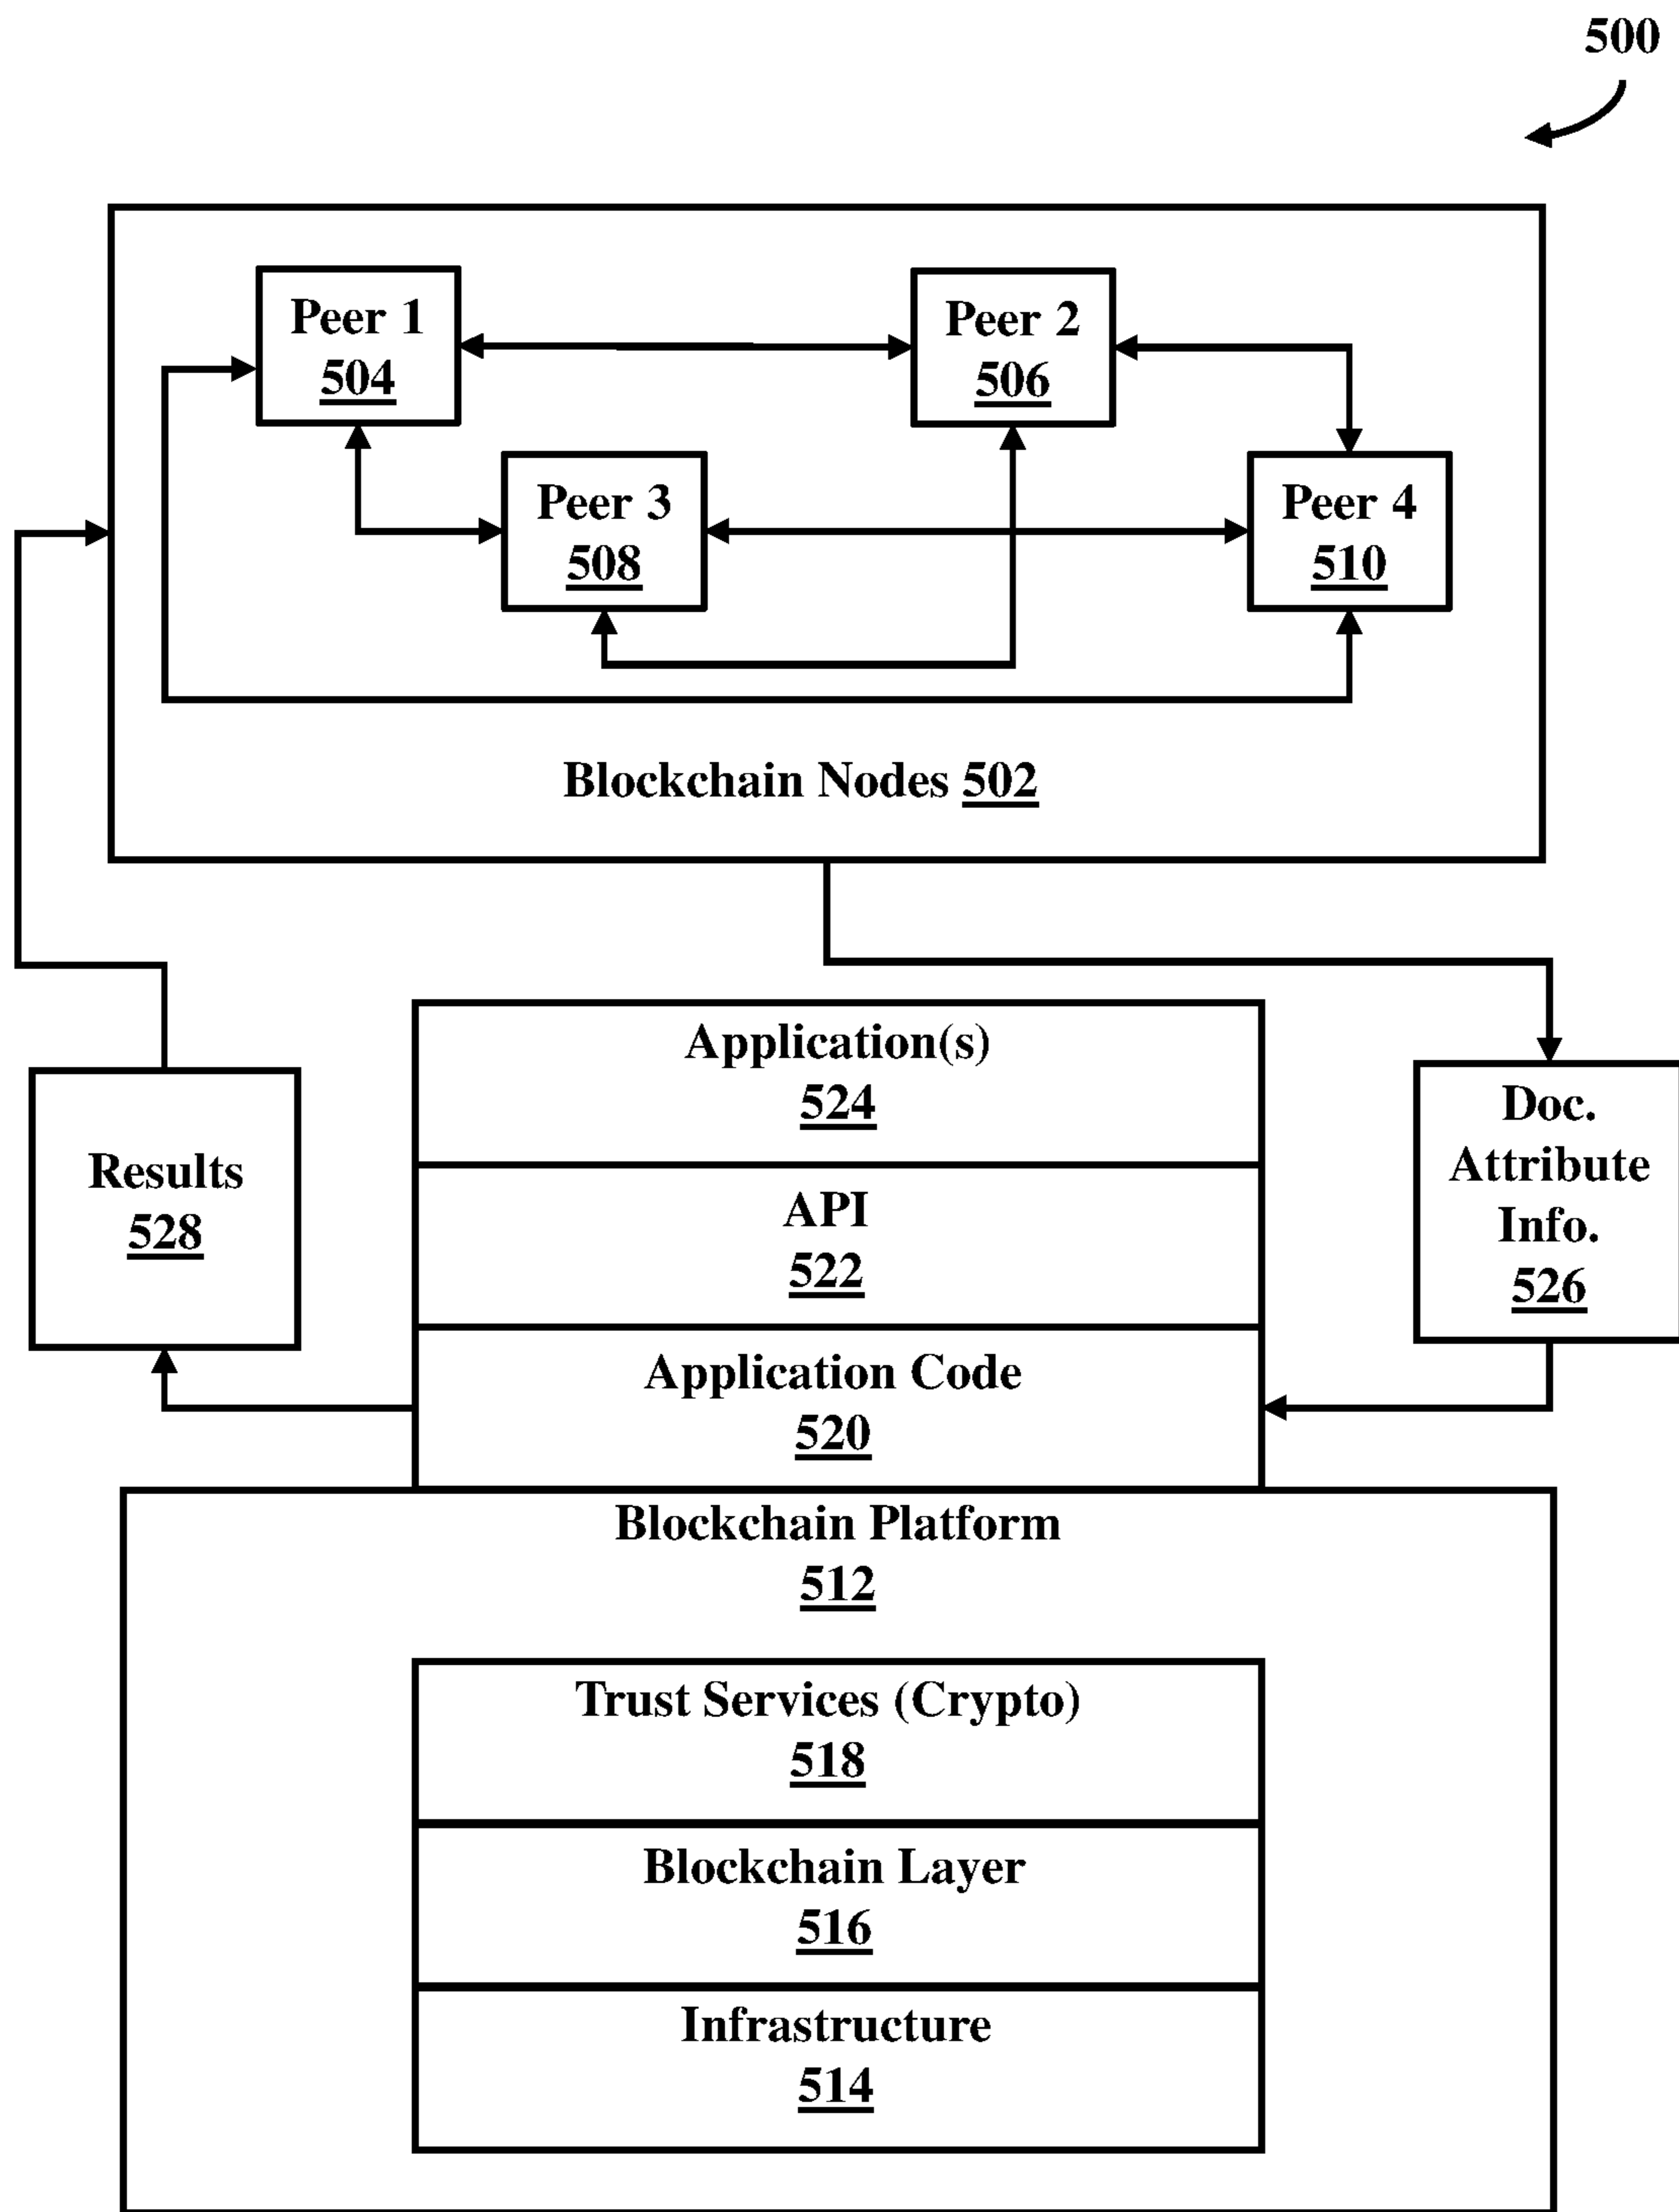 500
Peer 1
504
Peer 2
506
Peer 3
508
Peer 4
510
Blockchain Nodes 502
Application(s)
524
API
522
Application Code
520
Results
528
Doc.
Attribute
Info.
526
Blockchain Platform
512
Trust Services (Crypto)
518
Blockchain Layer
516
Infrastructure
514